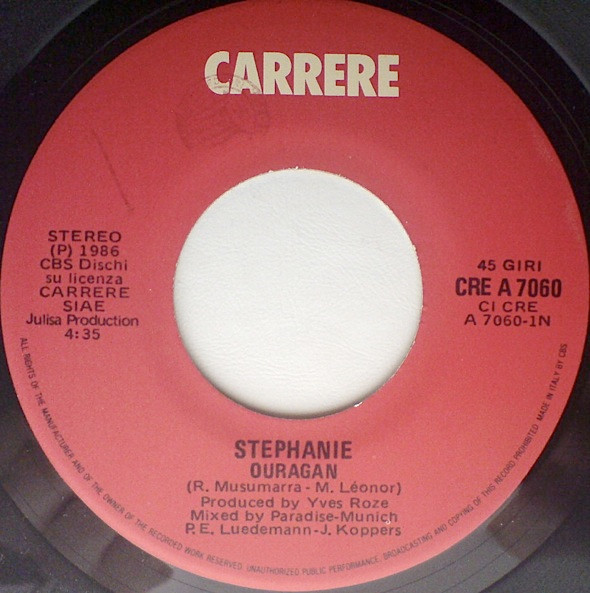 CARRERE
STEREO
(P) 1986
CBS Dischi
su licenza
CARRERE
SIAE
Julisa Production
4:35
45 GIRI
CRE A 7060
CI CRE
A 7060-1N
STEPHANIE
OURAGAN
(R. Musumarra - M. Léonor)
Produced by Yves Roze
Mixed by Paradise-Munich
P.E. Luedemann-J. Koppers
ALL RIGHTS OF THE MANUFACTURER AND OF THE OWNER OF THE RECORDED WORK RESERVED. UNAUTHORIZED PUBLIC PERFORMANCE, BROADCASTING AND COPYING OF THIS RECORD PROHIBITED MADE IN ITALY BY CBS